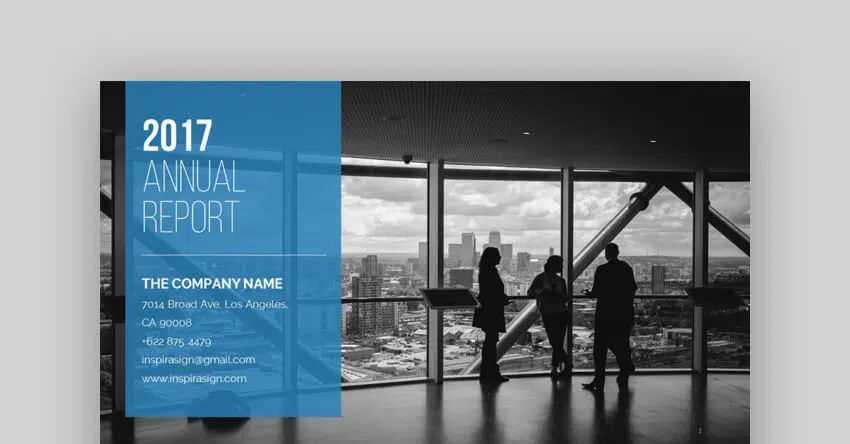 2017
ANNUAL
REPORT
THE COMPANY NAME
7014 Broad Ave. Los Angeles,
CA 90008
+622 875 4479
inspirasign@gmail.com
www.inspirasign.com
1